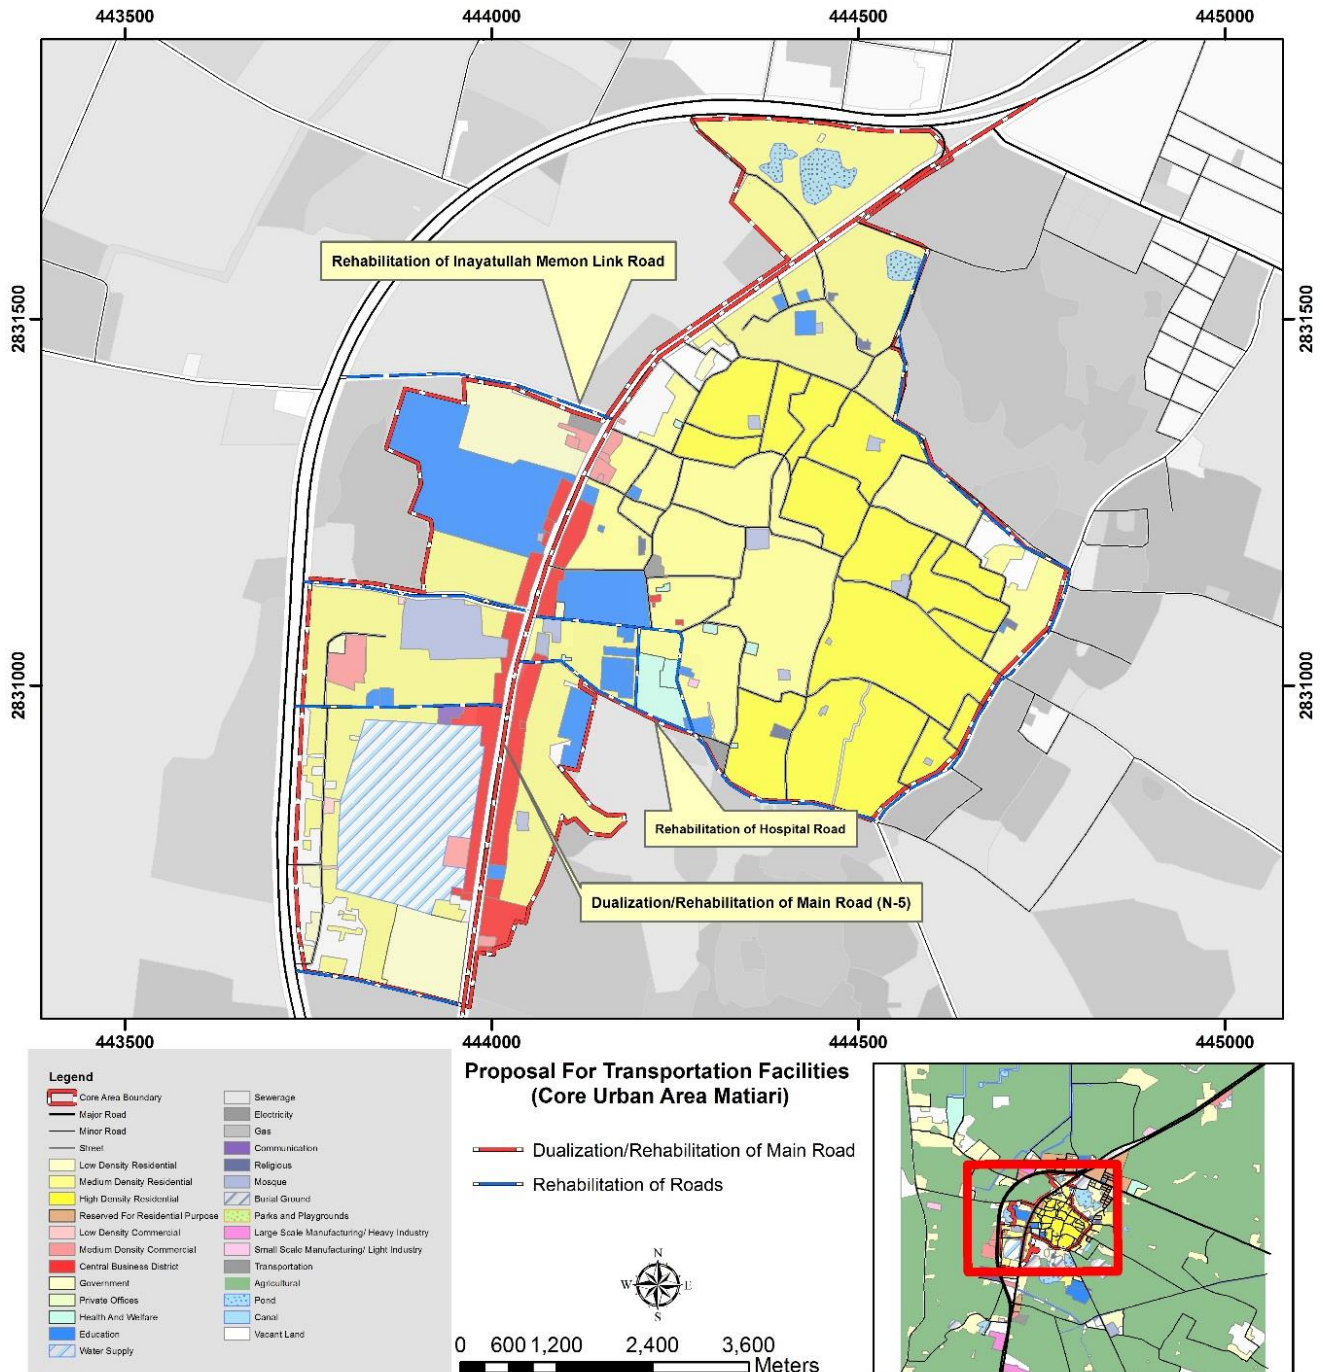 443500 444000 444500 445000
2831500 2831500
Rehabilitation of Inayatullah Memon Link Road
2831000 2831000
Rehabilitation of Hospital Road
Dualization/Rehabilitation of Main Road (N-5)
443500 444000 444500 445000
Legend
Core Area Boundary
Major Road
Minor Road
Street
Low Density Residential
Medium Density Residential
High Density Residential
Reserved For Residential Purpose
Low Density Commercial
Medium Density Commercial
Central Business District
Government
Private Offices
Health And Welfare
Education
Water Supply
Sewerage
Electricity
Gas
Communication
Religious
Mosque
Burial Ground
Parks and Playgrounds
Large Scale Manufacturing/ Heavy Industry
Small Scale Manufacturing/ Light Industry
Transportation
Agricultural
Pond
Canal
Vacant Land
Proposal For Transportation Facilities
(Core Urban Area Matiari)
Dualization/Rehabilitation of Main Road
Rehabilitation of Roads
N
W E
S
0 600 1,200 2,400 3,600
Meters